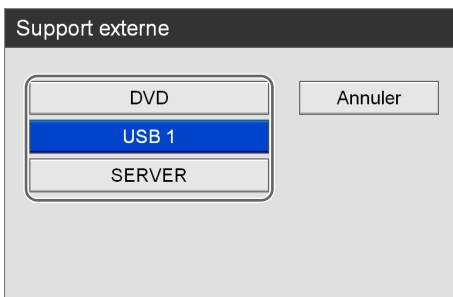 Support externe
DVD
Annuler
USB 1
SERVER